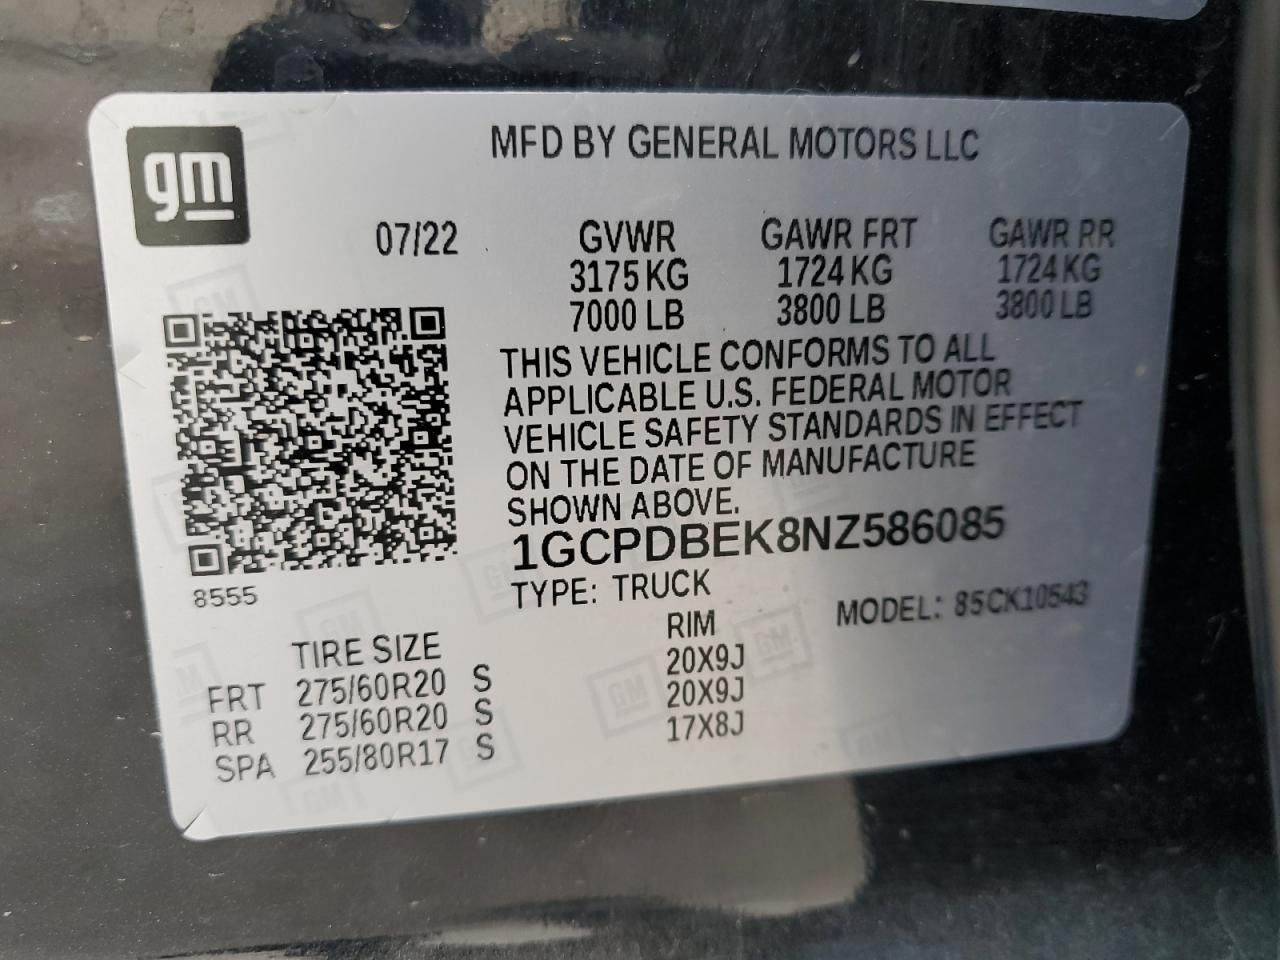 gm
MFD BY GENERAL MOTORS LLC
07/22
GVWR GAWR FRT GAWR RR
3175 KG 1724 KG 1724 KG
7000 LB 3800 LB 3800 LB
THIS VEHICLE CONFORMS TO ALL
APPLICABLE U.S. FEDERAL MOTOR
VEHICLE SAFETY STANDARDS IN EFFECT
ON THE DATE OF MANUFACTURE
SHOWN ABOVE.
1GCPDBEK8NZ586085
8555
TYPE: TRUCK MODEL: 85CK10543
TIRE SIZE RIM
FRT 275/60R20 S 20X9J
RR 275/60R20 S 20X9J
SPA 255/80R17 S 17X8J